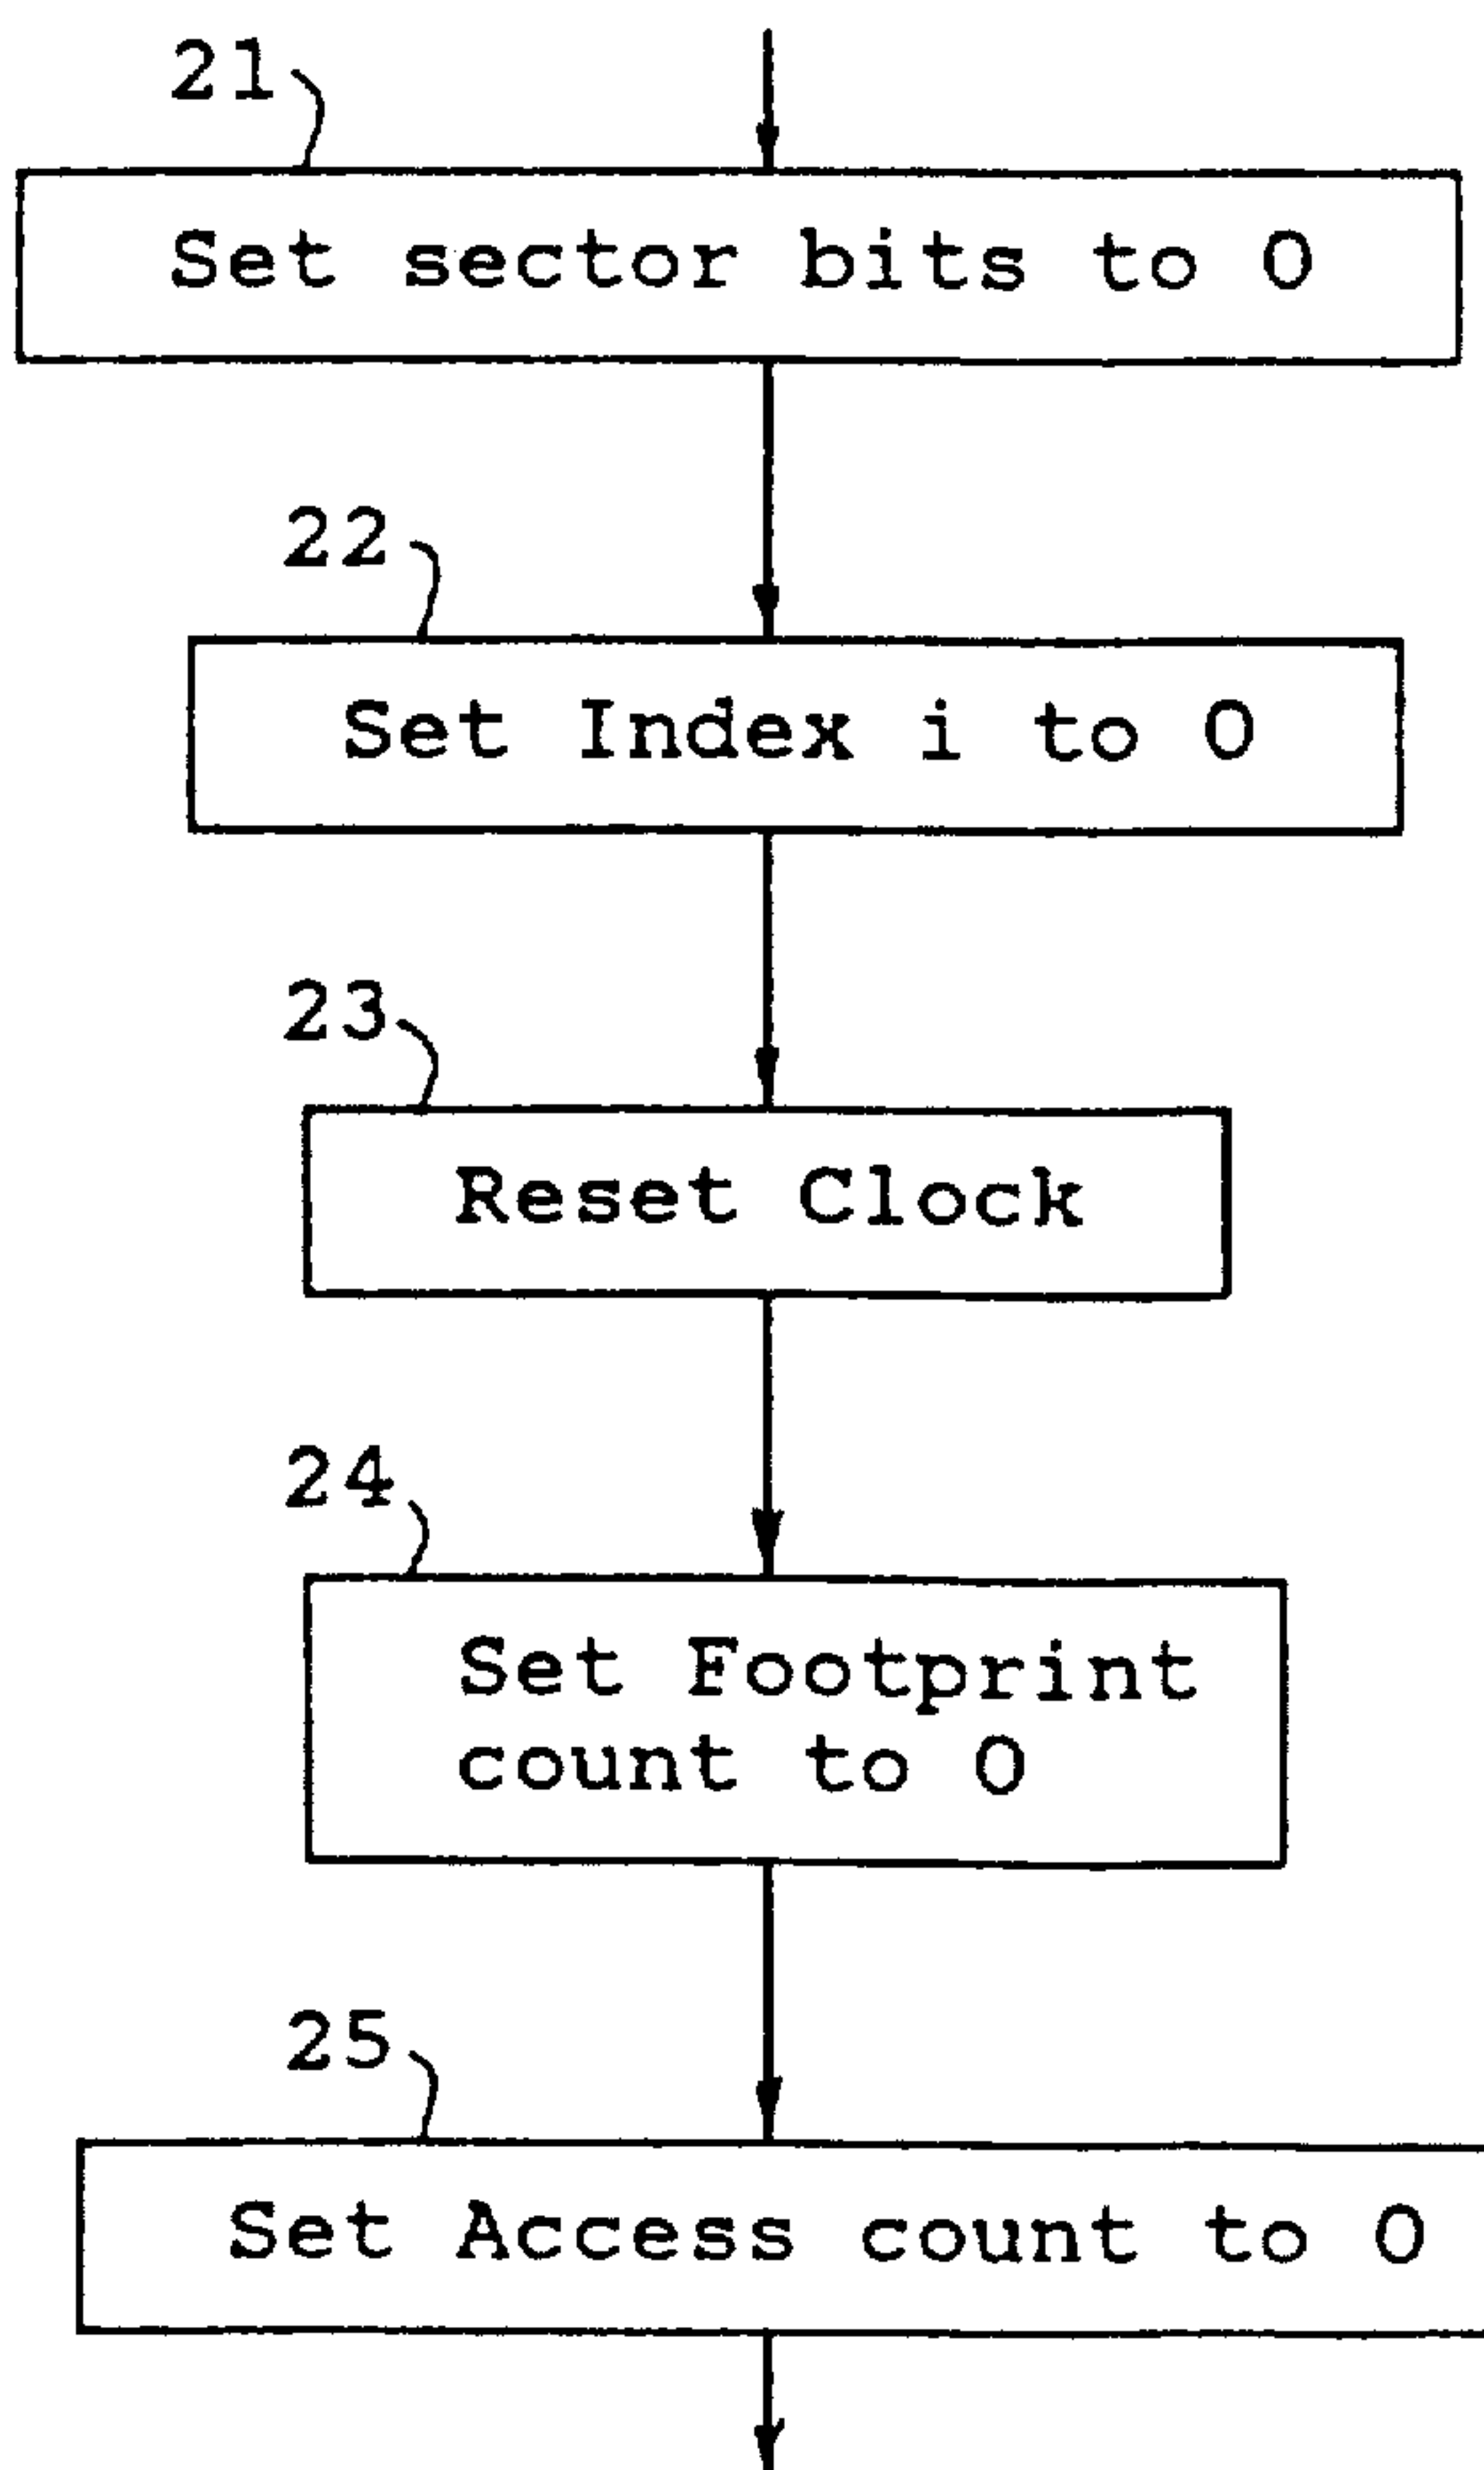 21
Set sector bits to 0
22
Set Index i to 0
23
Reset Clock
24
Set Footprint
count to 0
25
Set Access count to 0